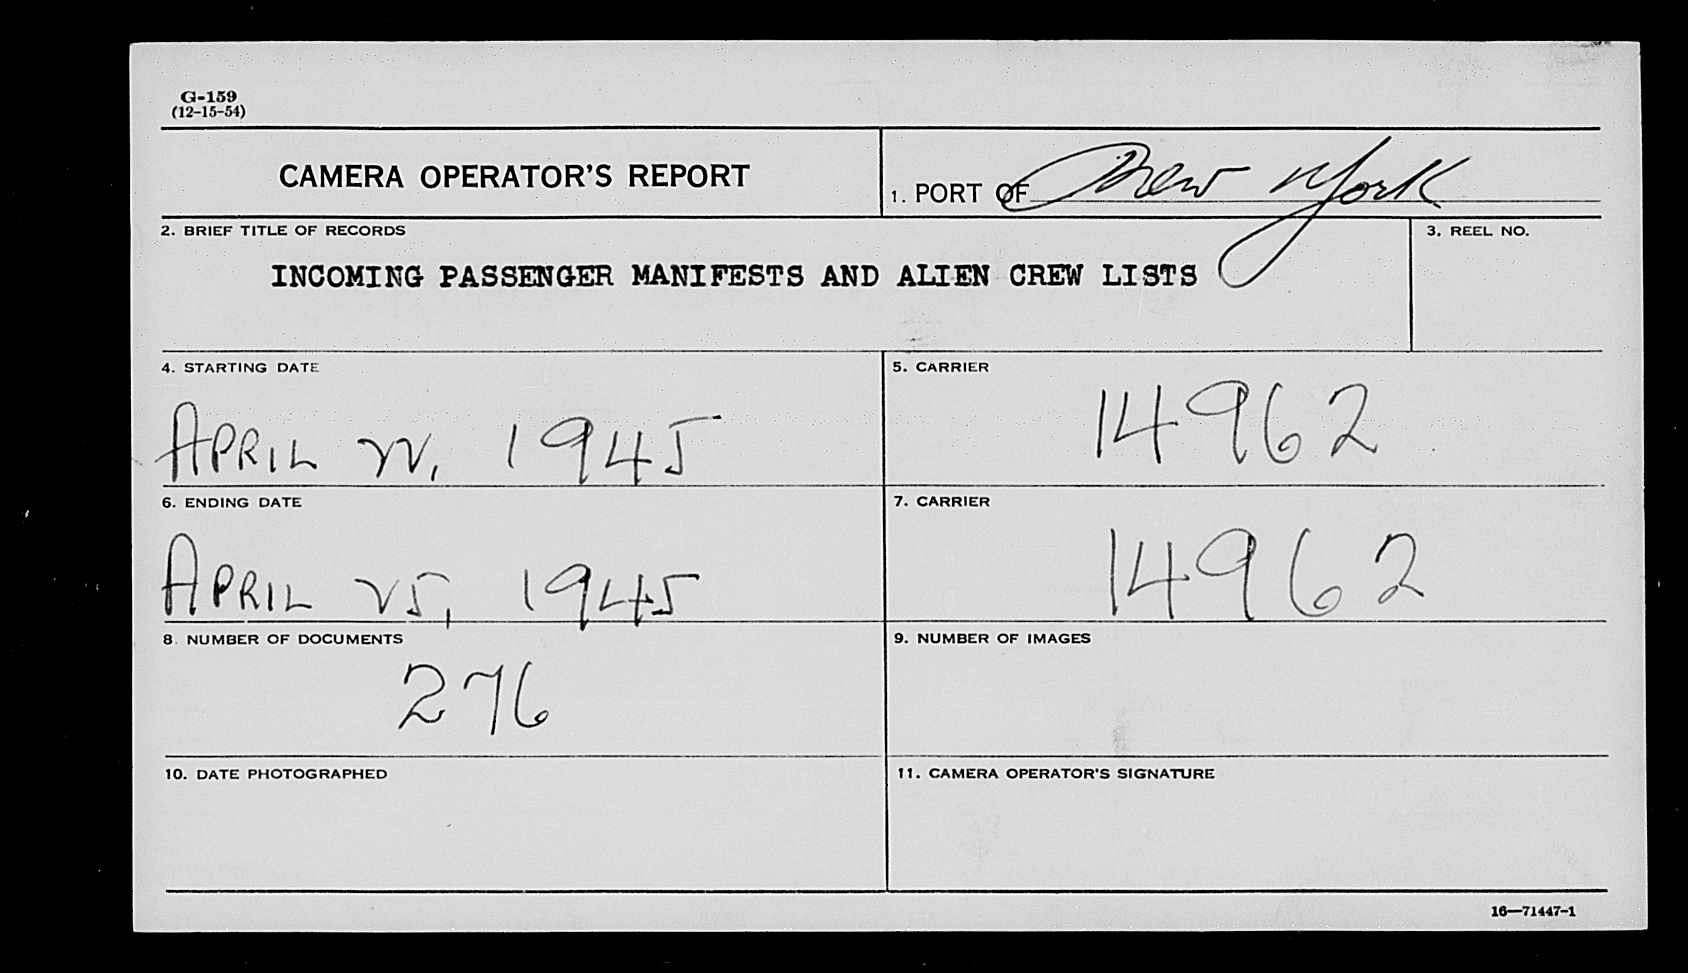 G-159
(12-15-54)
CAMERA OPERATOR'S REPORT
1. PORT OF New York
2. BRIEF TITLE OF RECORDS
3. REEL NO.
INCOMING PASSENGER MANIFESTS AND ALIEN CREW LISTS
4. STARTING DATE
5. CARRIER
APRIL 22, 1945
14962
6. ENDING DATE
7. CARRIER
APRIL 25, 1945
14962
8. NUMBER OF DOCUMENTS
9. NUMBER OF IMAGES
276
10. DATE PHOTOGRAPHED
11. CAMERA OPERATOR'S SIGNATURE
16—71447-1